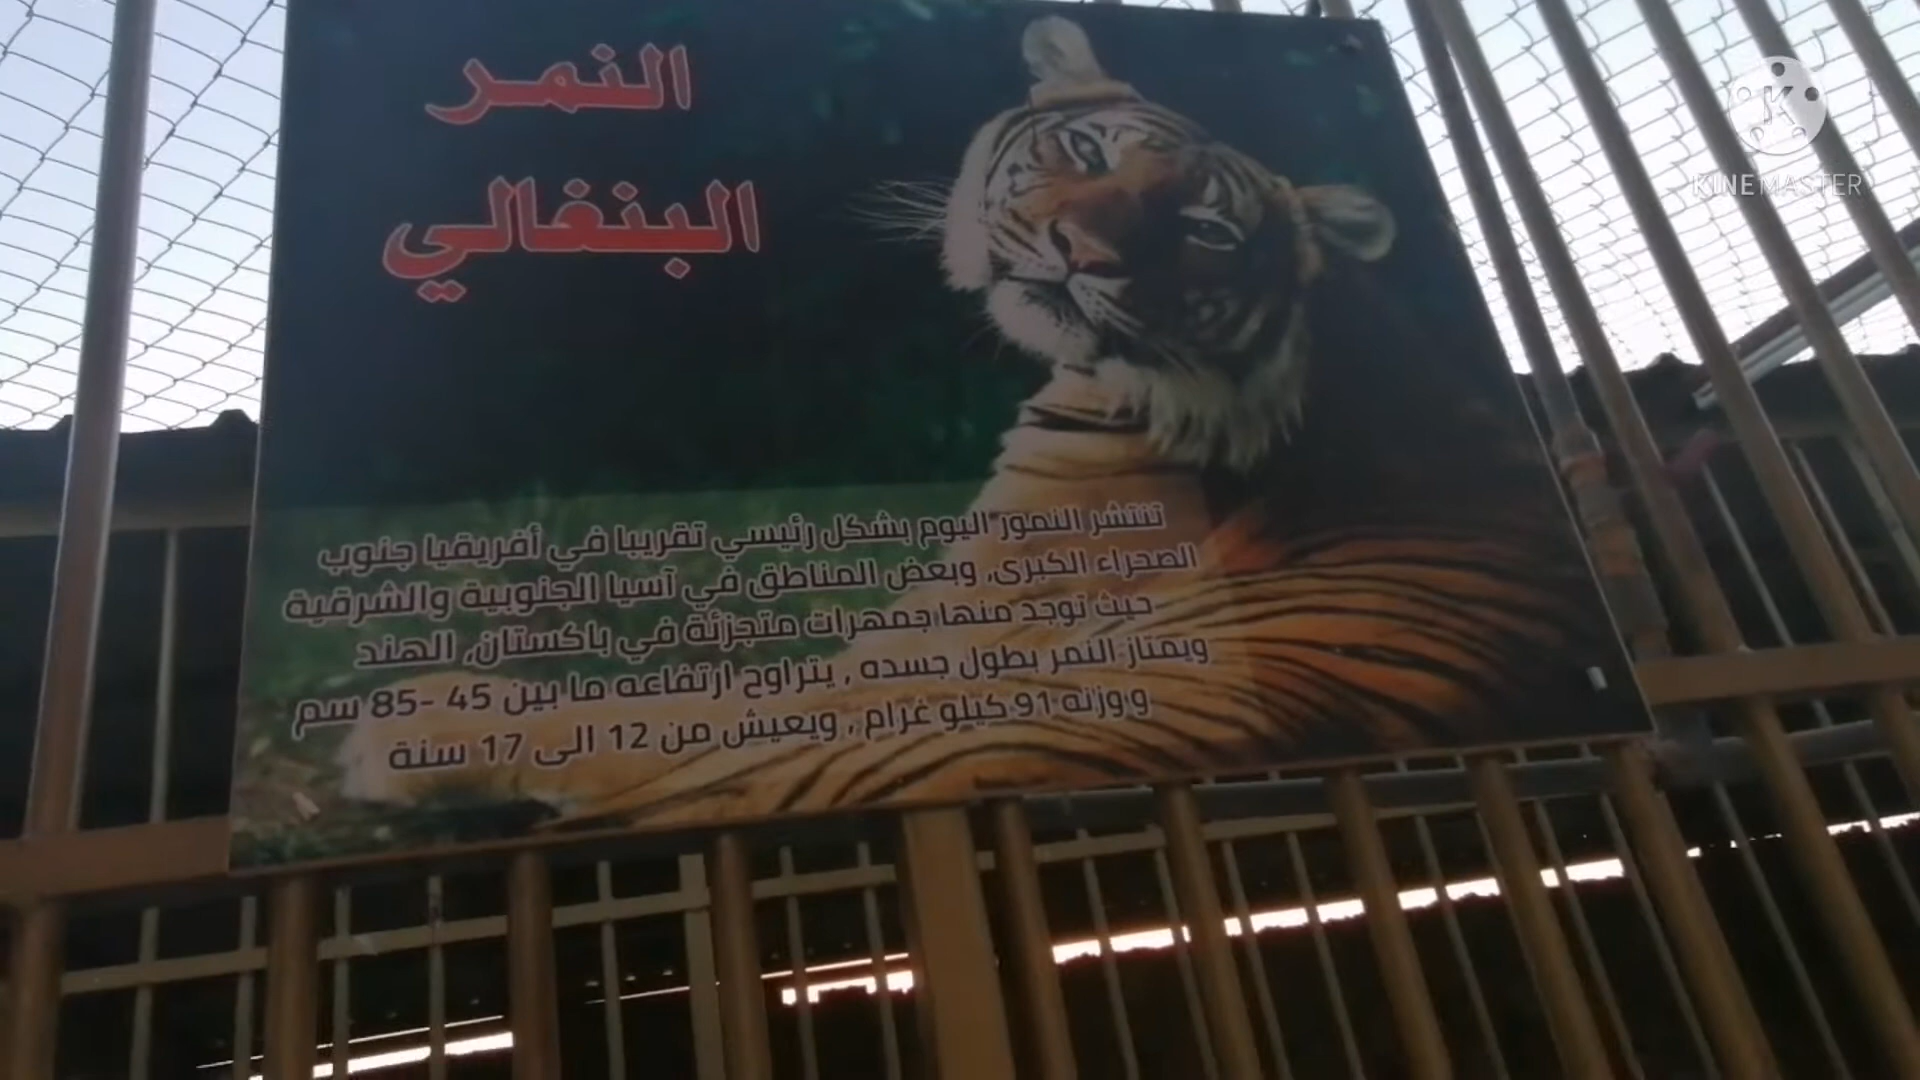 النمر
البنغالي
تنتشر النمور اليوم بشكل رئيسي تقريبا في أفريقيا جنوب
الصحراء الكبرى، وبعض المناطق في آسيا الجنوبية والشرقية
حيث توجد منها جمهرات متجزئة في باكستان, الهند
ويمتاز النمر بطول جسده , يتراوح ارتفاعه ما بين 45 -85 سم
ووزنه 91 كيلو غرام , ويعيش من 12 الى 17 سنة
K
KINEMASTER